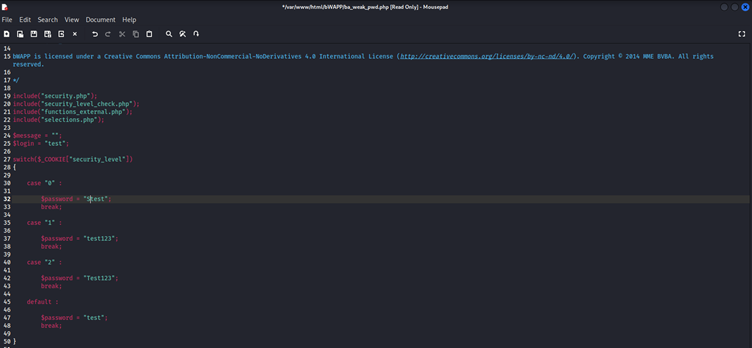 */var/www/html/bWAPP/ba_weak_pwd.php [Read Only] - Mousepad
File Edit Search View Document Help
14
15 bWAPP is licensed under a Creative Commons Attribution-NonCommercial-NoDerivatives 4.0 International License (http://creativecommons.org/licenses/by-nc-nd/4.0/). Copyright © 2014 MME BVBA. All rights
reserved.
16
17 */
18
19 include("security.php");
20 include("security_level_check.php");
21 include("functions_external.php");
22 include("selections.php");
23
24 $message = "";
25 $login = "test";
26
27 switch($_COOKIE["security_level"])
28 {
29
30 case "0" :
31
32 $password = "Stest";
33 break;
34
35 case "1" :
36
37 $password = "test123";
38 break;
39
40 case "2" :
41
42 $password = "Test123";
43 break;
44
45 default :
46
47 $password = "test";
48 break;
49
50 }